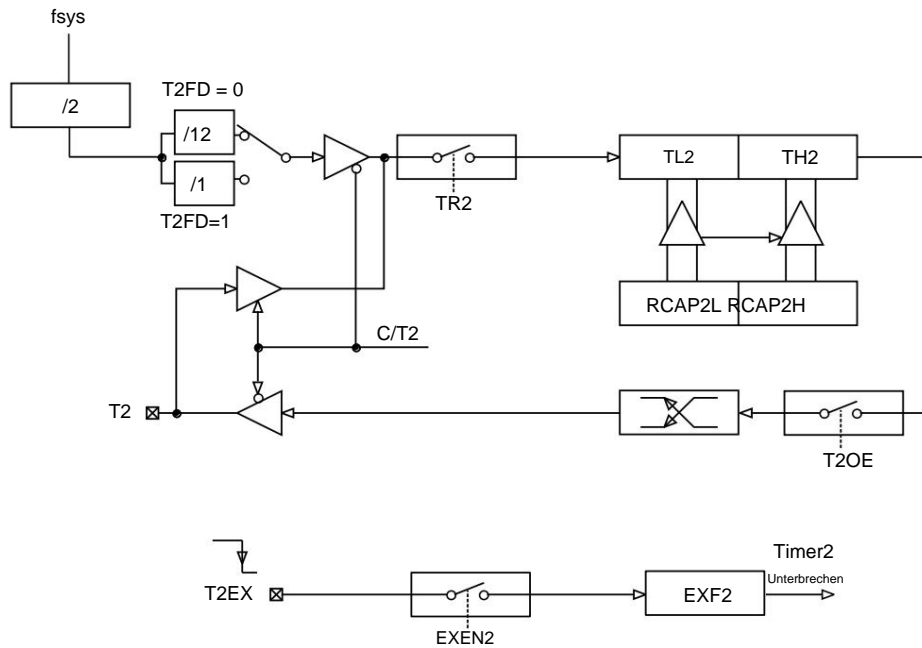 fsys
/2
T2FD = 0
/12
/1
T2FD=1
TR2
TL2 TH2
RCAP2L RCAP2H
C/T2
T2
T2OE
T2EX
EXEN2
EXF2
Timer2
Unterbrechen